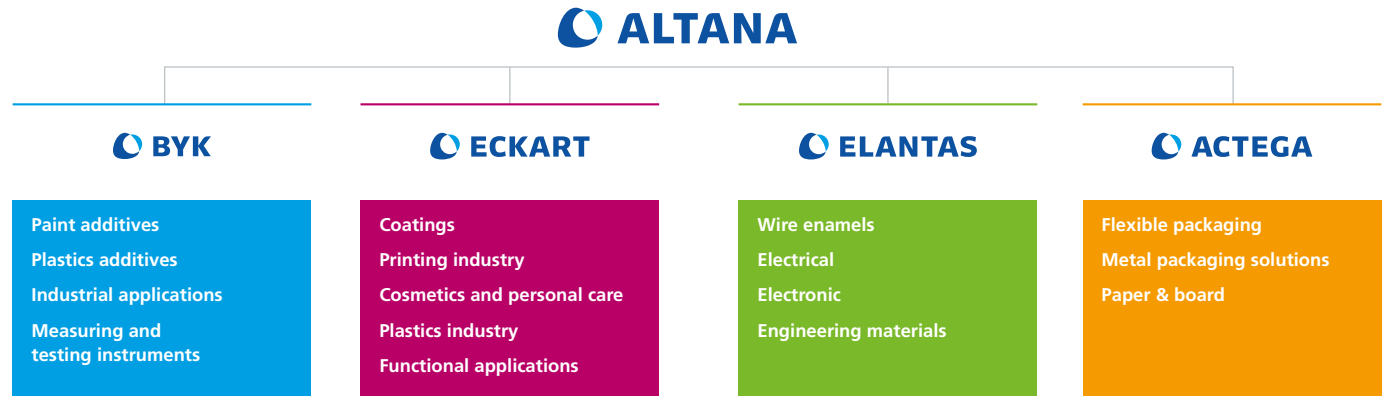 ALTANA
BYK
ECKART
ELANTAS
ACTEGA
Paint additives
Plastics additives
Industrial applications
Measuring and
testing instruments
Coatings
Printing industry
Cosmetics and personal care
Plastics industry
Functional applications
Wire enamels
Electrical
Electronic
Engineering materials
Flexible packaging
Metal packaging solutions
Paper & board